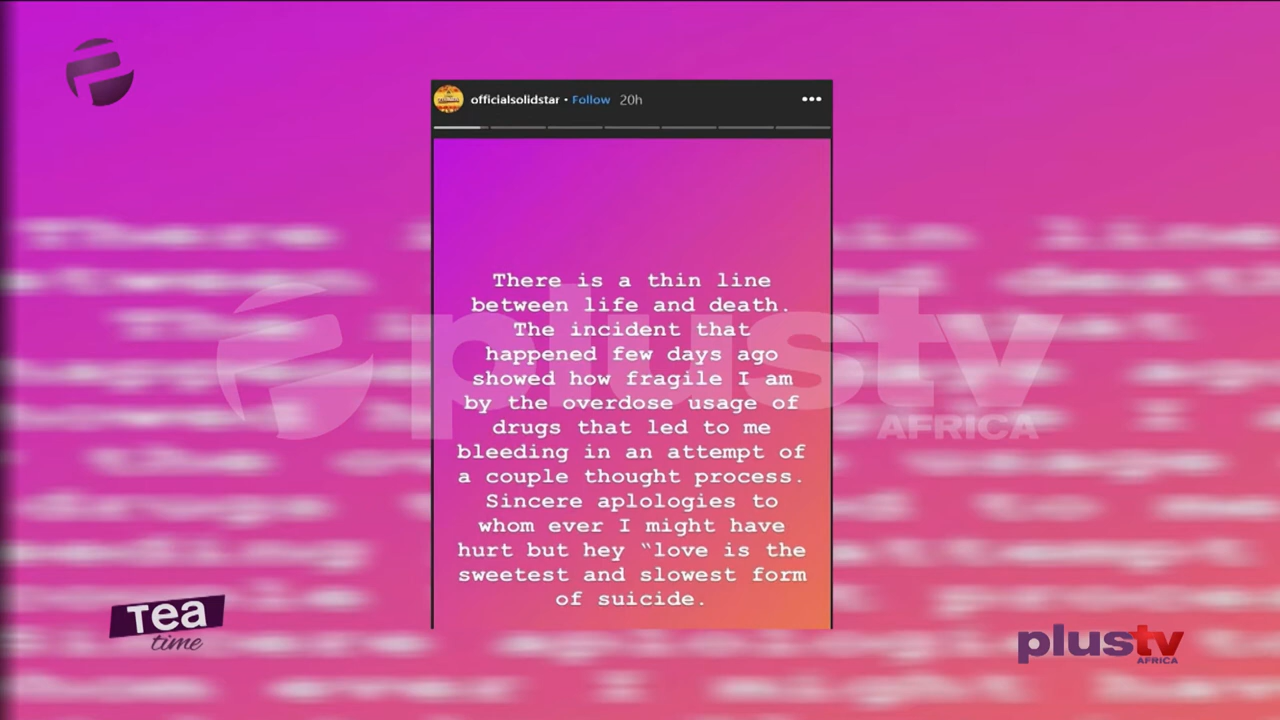 officialsolidstar • Follow 20h
There is a thin line
between life and death.
The incident that
happened few days ago
showed how fragile I am
by the overdose usage of
drugs that led to me
bleeding in an attempt of
a couple thought process.
Sincere aplologies to
whom ever I might have
hurt but hey “love is the
sweetest and slowest form
of suicide.
plustv
AFRICA
Tea
time
plustv
AFRICA